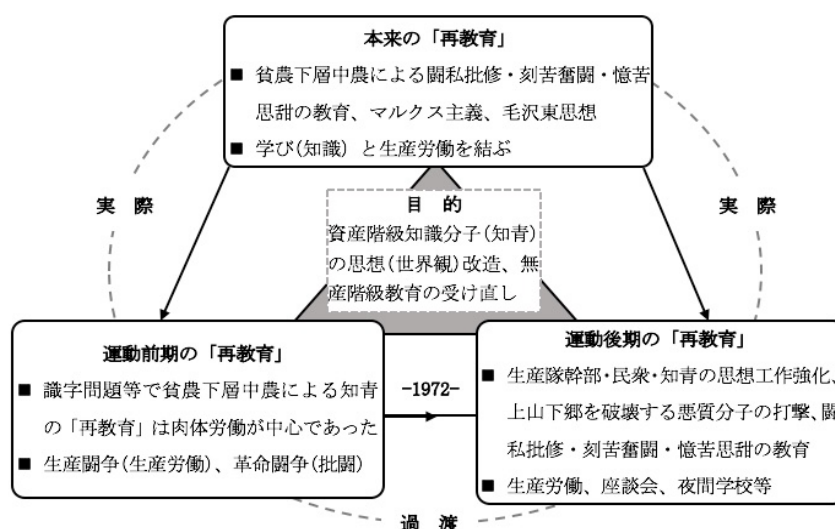 本来の「再教育」
■ 貧農下層中農による闘私批修・刻苦奮闘・憶苦
思甜の教育、マルクス主義、毛沢東思想
■ 学び(知識) と生産労働を結ぶ
実 際
実 際
目 的
資産階級知識分子(知青)
の思想(世界観)改造、無
産階級教育の受け直し
運動前期の「再教育」
■ 識字問題等で貧農下層中農による知青
の「再教育」は肉体労働が中心であった
■ 生産闘争(生産労働)、革命闘争(批闘)
-1972-
運動後期の「再教育」
■ 生産隊幹部・民衆・知青の思想工作強化、
上山下郷を破壊する悪質分子の打撃、闘
私批修・刻苦奮闘・憶苦思甜の教育
■ 生産労働、座談会、夜間学校等
過 渡